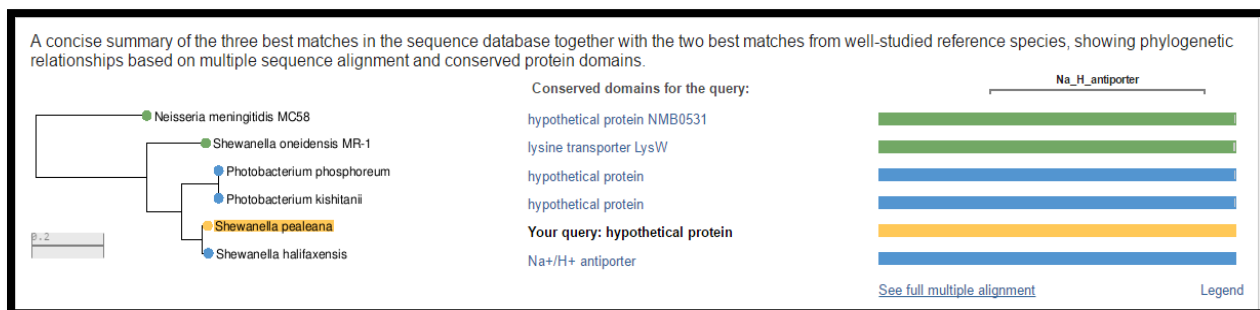 A concise summary of the three best matches in the sequence database together with the two best matches from well-studied reference species, showing phylogenetic
relationships based on multiple sequence alignment and conserved protein domains.
Na_H_antiporter
Conserved domains for the query:
Neisseria meningitidis MC58 hypothetical protein NMB0531
Shewanella oneidensis MR-1 lysine transporter LysW
Photobacterium phosphoreum hypothetical protein
Photobacterium kishitanii hypothetical protein
Shewanella pealeana Your query: hypothetical protein
0.2
Shewanella halifaxensis Na+/H+ antiporter
See full multiple alignment Legend